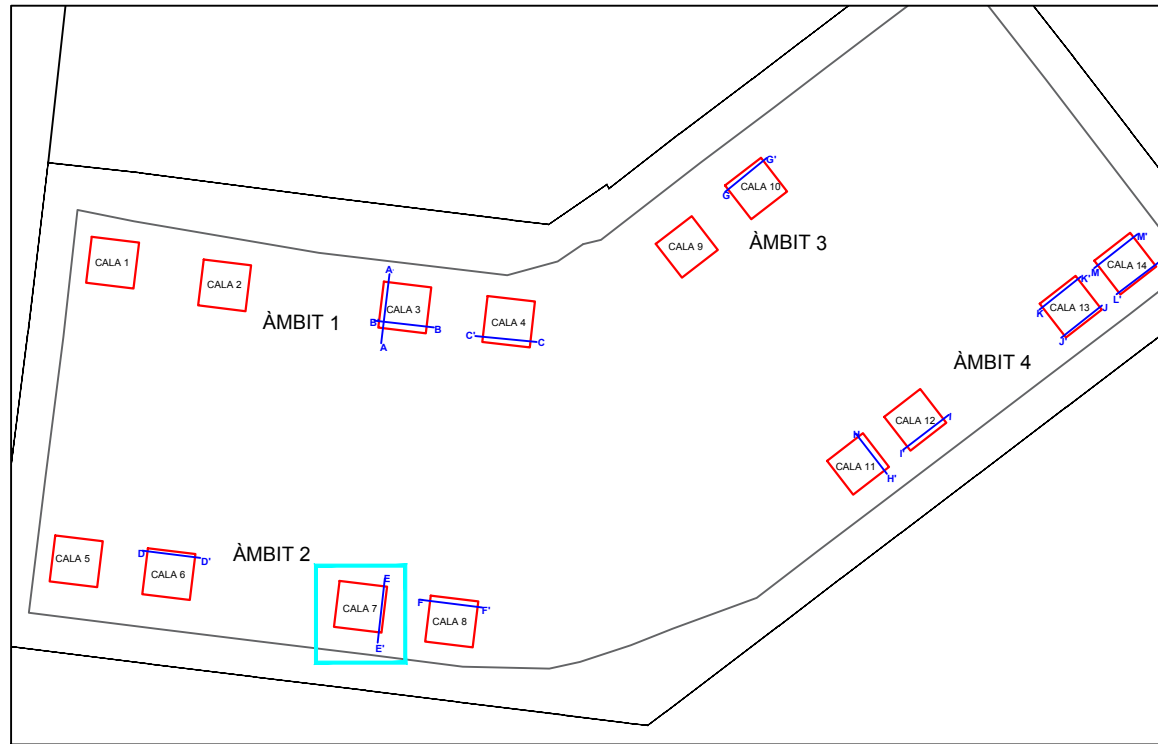 G'
CALA 10
G
M'
CALA 9
ÀMBIT 3
CALA 1
A'
M
CALA 14
K'
CALA 2
L'
CALA 3
K
CALA 13
J
ÀMBIT 1
B'
B
CALA 4
C'
C
A
J'
ÀMBIT 4
H
CALA 12
I
I'
CALA 11
H'
D
ÀMBIT 2
CALA 5
D'
CALA 6
E
F
CALA 7
F'
CALA 8
E'